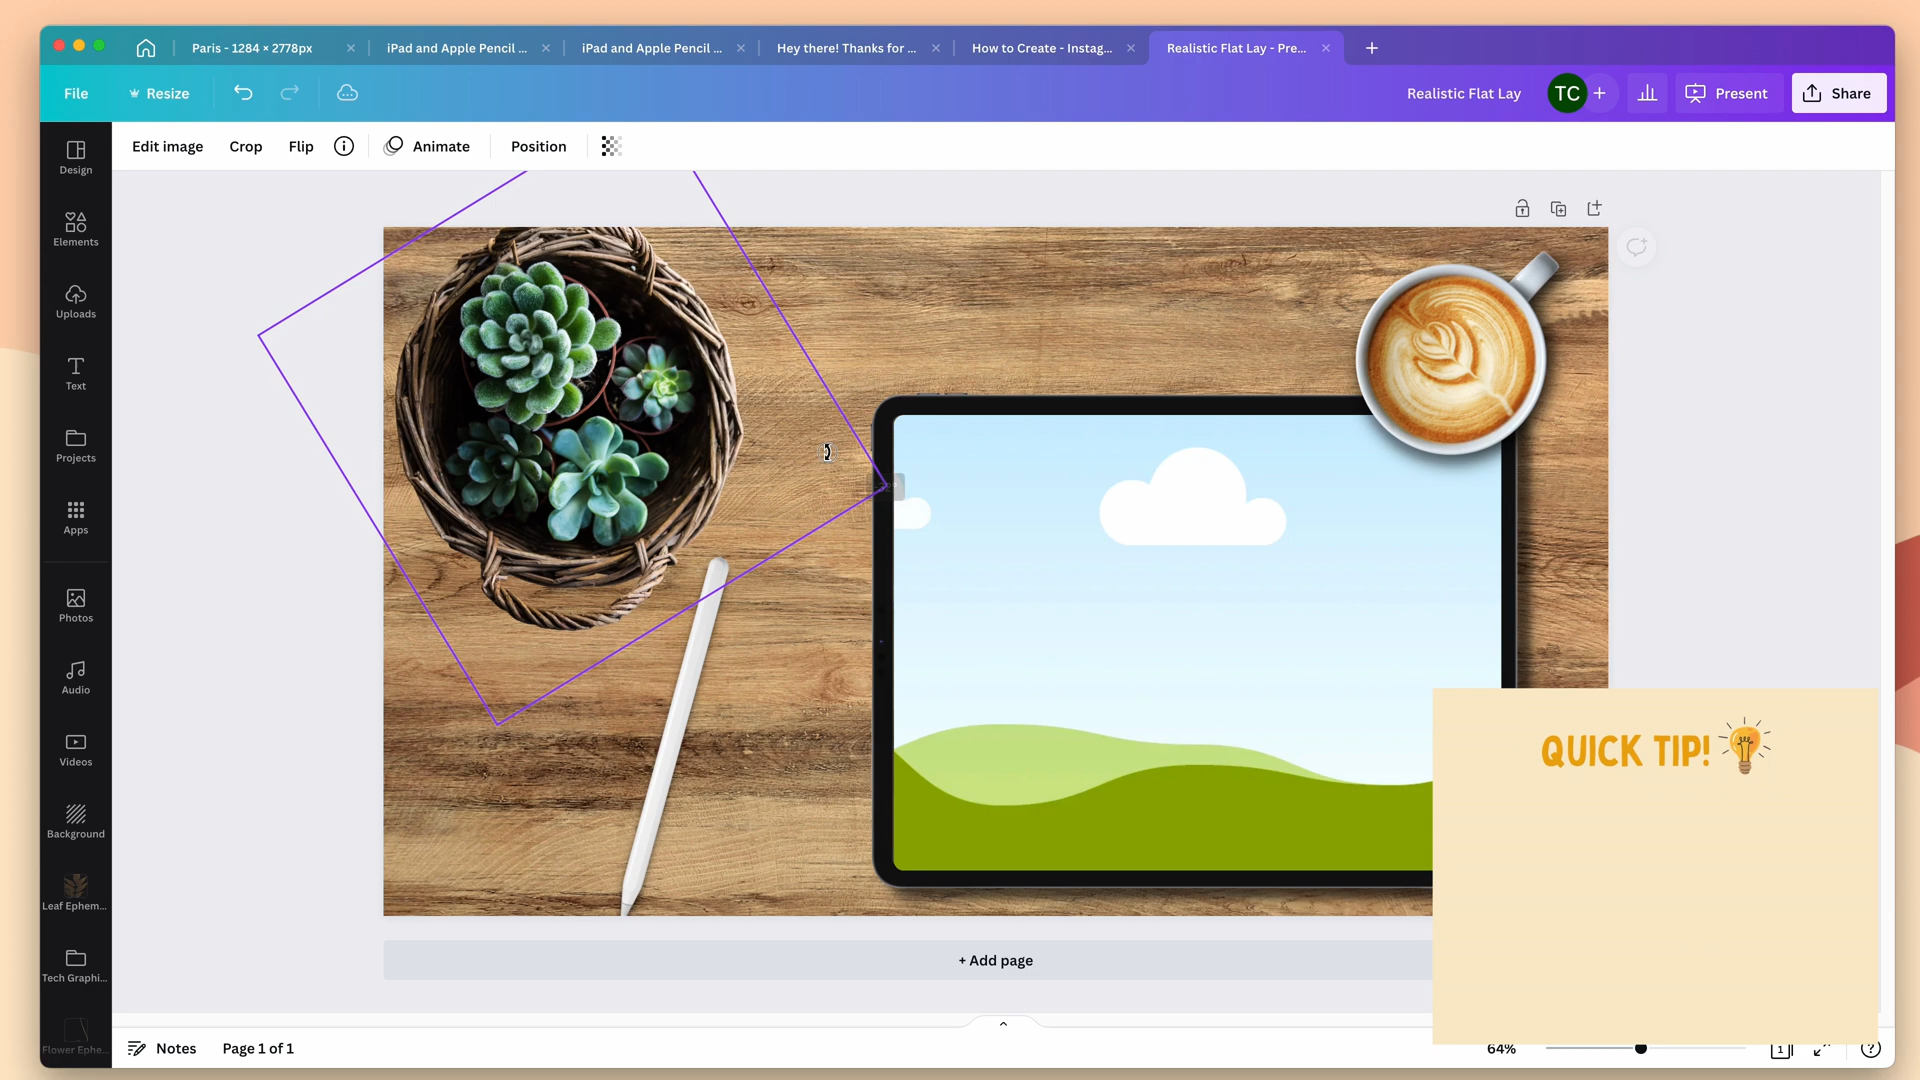 Paris - 1284 × 2778px
iPad and Apple Pencil ...
iPad and Apple Pencil ...
Hey there! Thanks for ...
How to Create - Instag...
Realistic Flat Lay - Pre...
File
Resize
Realistic Flat Lay
TC
Present
Share
Edit image
Crop
Flip
Animate
Position
Design
Elements
Uploads
Text
Projects
Apps
Photos
Audio
Videos
Background
Leaf Ephem...
Tech Graphi...
Flower Ephe...
QUICK TIP!
+ Add page
Notes
Page 1 of 1
64%
1